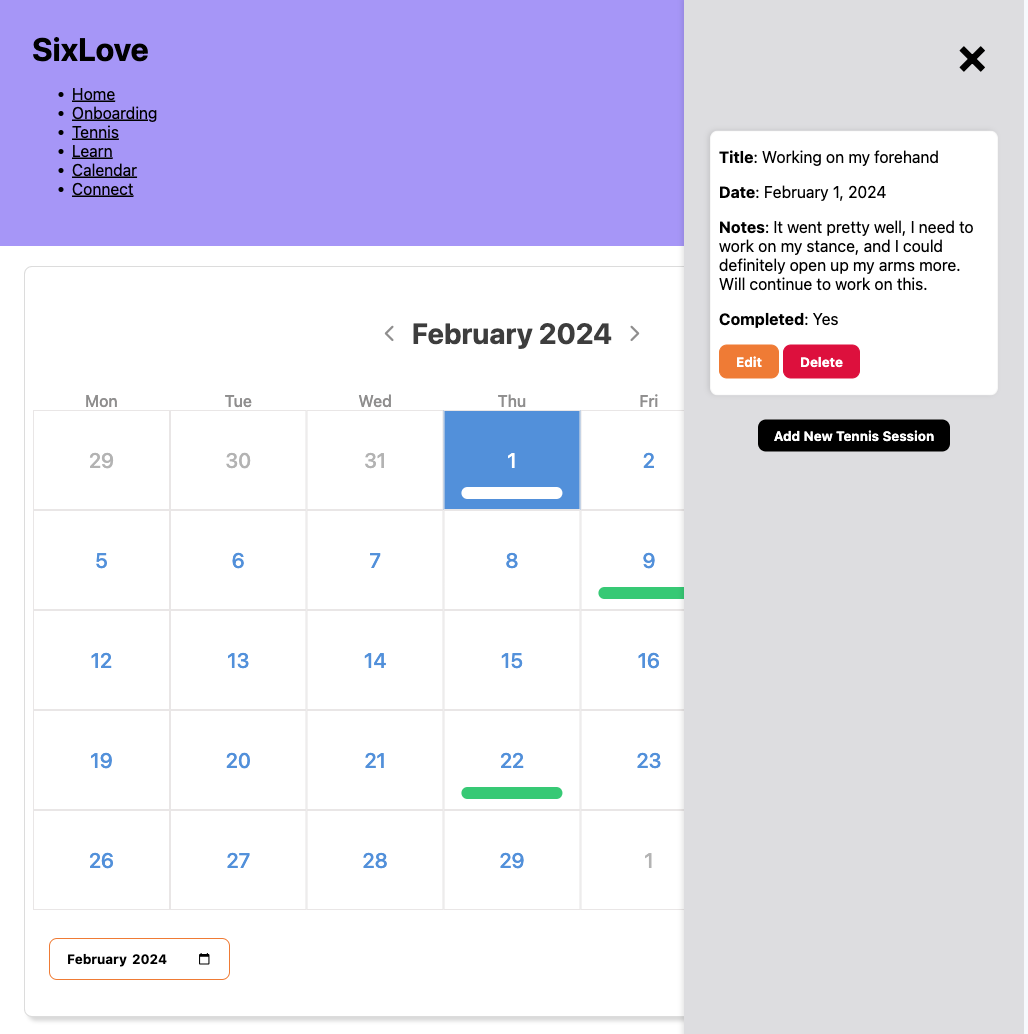 SixLove
Home
Onboarding
Tennis
Learn
Calendar
Connect
February 2024
Mon Tue Wed Thu Fri
29 30 31 1 2
5 6 7 8 9
12 13 14 15 16
19 20 21 22 23
26 27 28 29 1
February 2024
Title: Working on my forehand
Date: February 1, 2024
Notes: It went pretty well, I need to
work on my stance, and I could
definitely open up my arms more.
Will continue to work on this.
Completed: Yes
Edit Delete
Add New Tennis Session